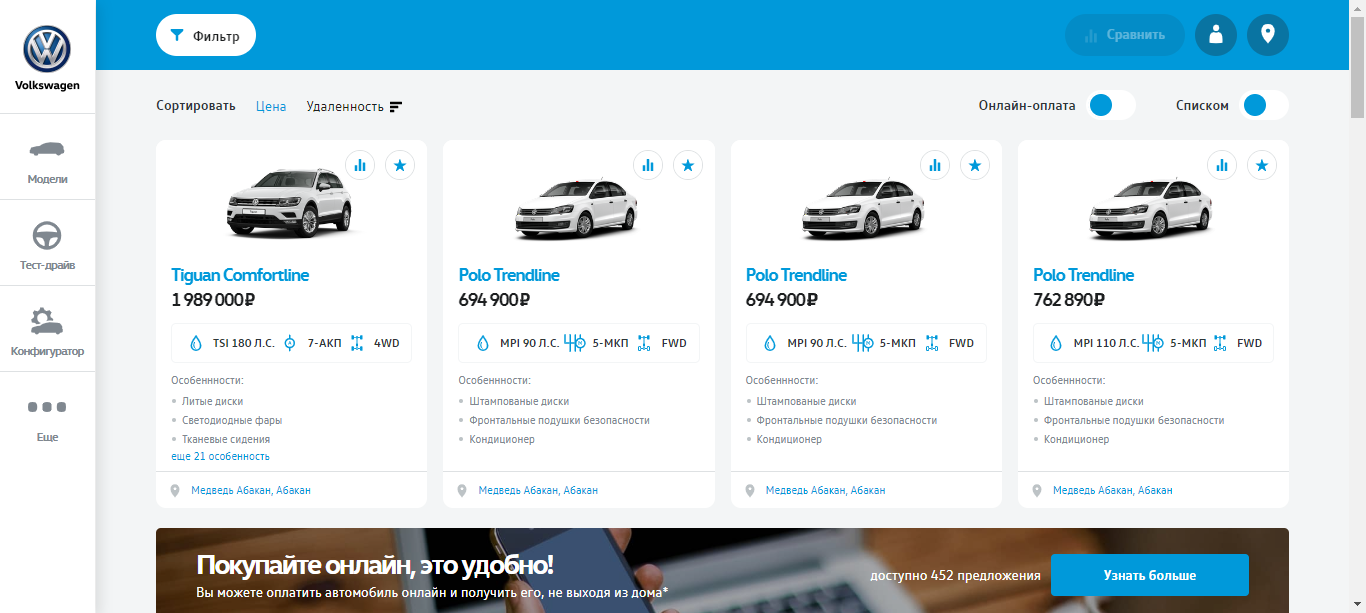 Volkswagen
Модели
Тест-драйв
Конфигуратор
Еще
Фильтр
Сравнить
Сортировать Цена Удаленность
Онлайн-оплата Списком
Tiguan Comfortline
1 989 000 ₽
TSI 180 Л.С. 7-АКП 4WD
Особеннности:
Литые диски
Светодиодные фары
Тканевые сидения
еще 21 особенность
Медведь Абакан, Абакан
Polo Trendline
694 900 ₽
MPI 90 Л.С. 5-МКП FWD
Особеннности:
Штампованые диски
Фронтальные подушки безопасности
Кондиционер
Медведь Абакан, Абакан
Polo Trendline
694 900 ₽
MPI 90 Л.С. 5-МКП FWD
Особеннности:
Штампованые диски
Фронтальные подушки безопасности
Кондиционер
Медведь Абакан, Абакан
Polo Trendline
762 890 ₽
MPI 110 Л.С. 5-МКП FWD
Особеннности:
Штампованые диски
Фронтальные подушки безопасности
Кондиционер
Медведь Абакан, Абакан
Покупайте онлайн, это удобно!
Вы можете оплатить автомобиль онлайн и получить его, не выходя из дома*
доступно 452 предложения
Узнать больше